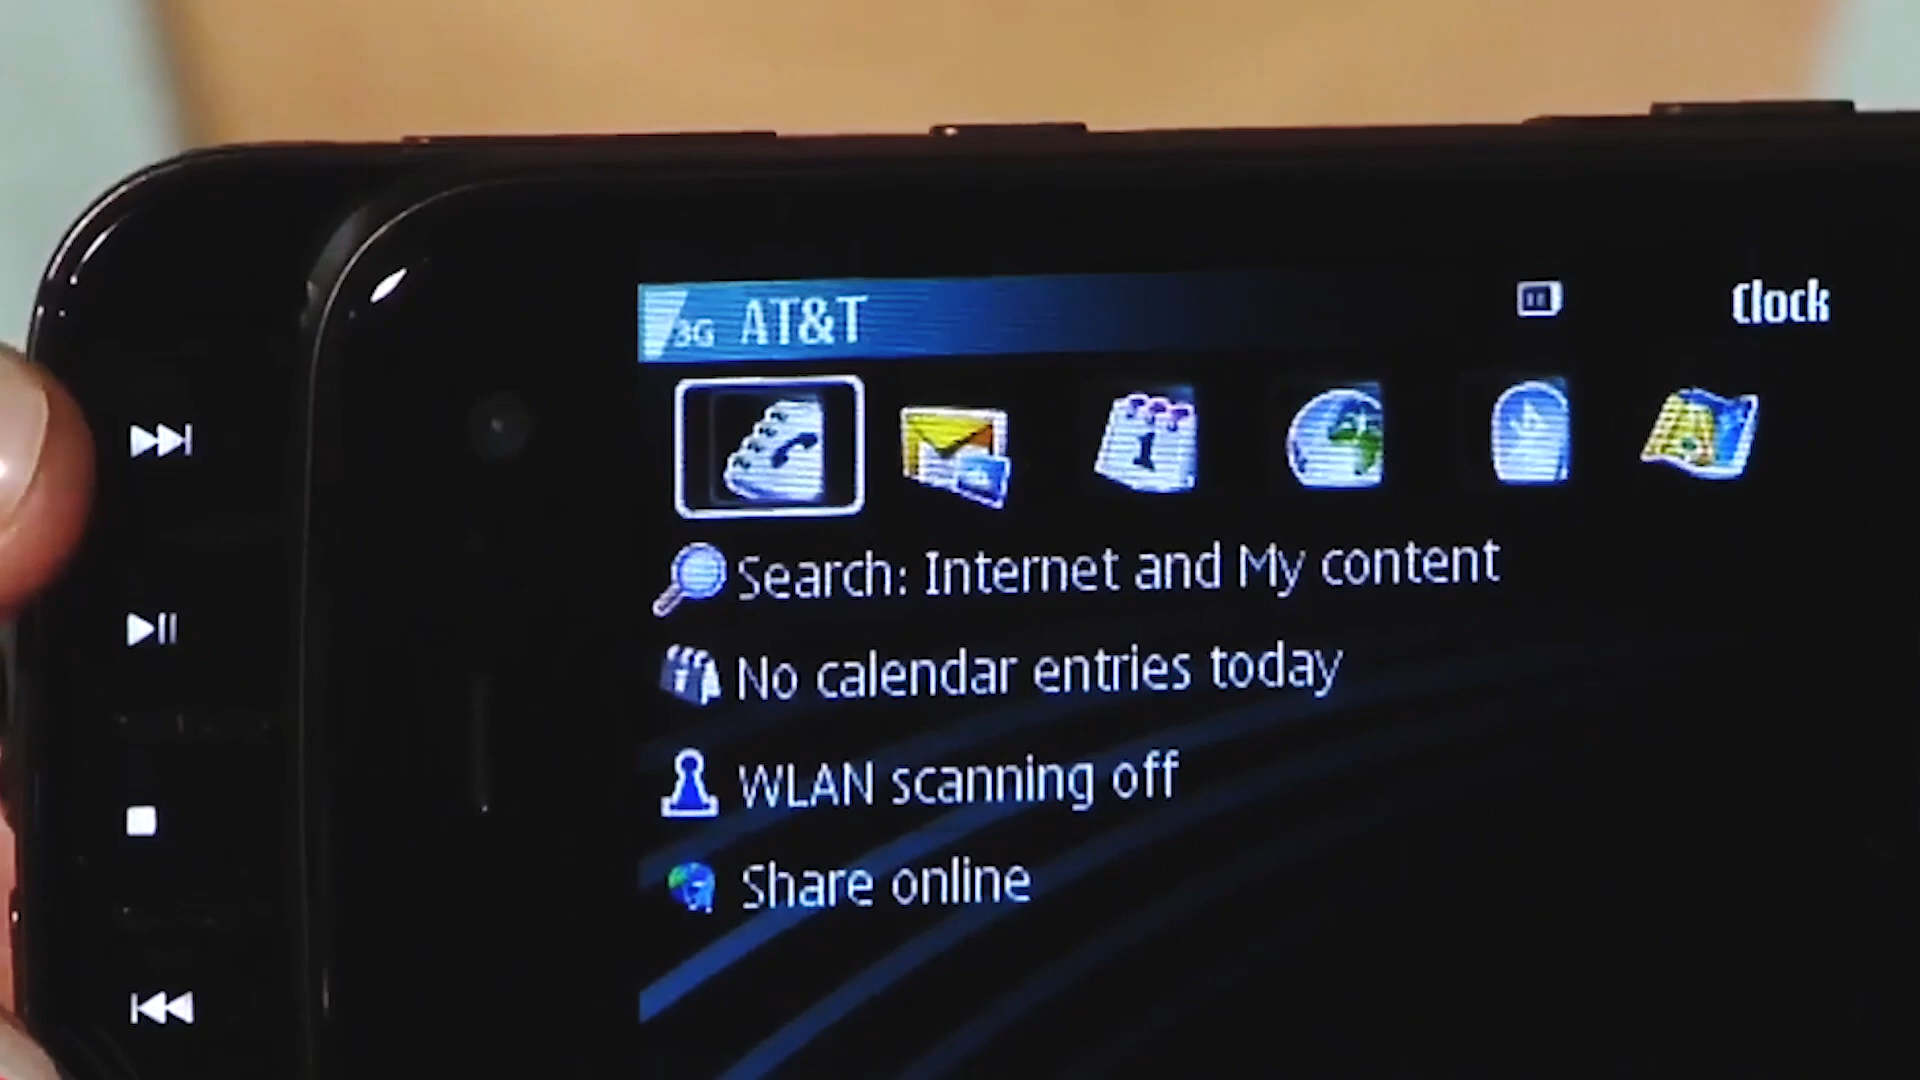 3G AT&T
Clock
Search: Internet and My content
No calendar entries today
WLAN scanning off
Share online